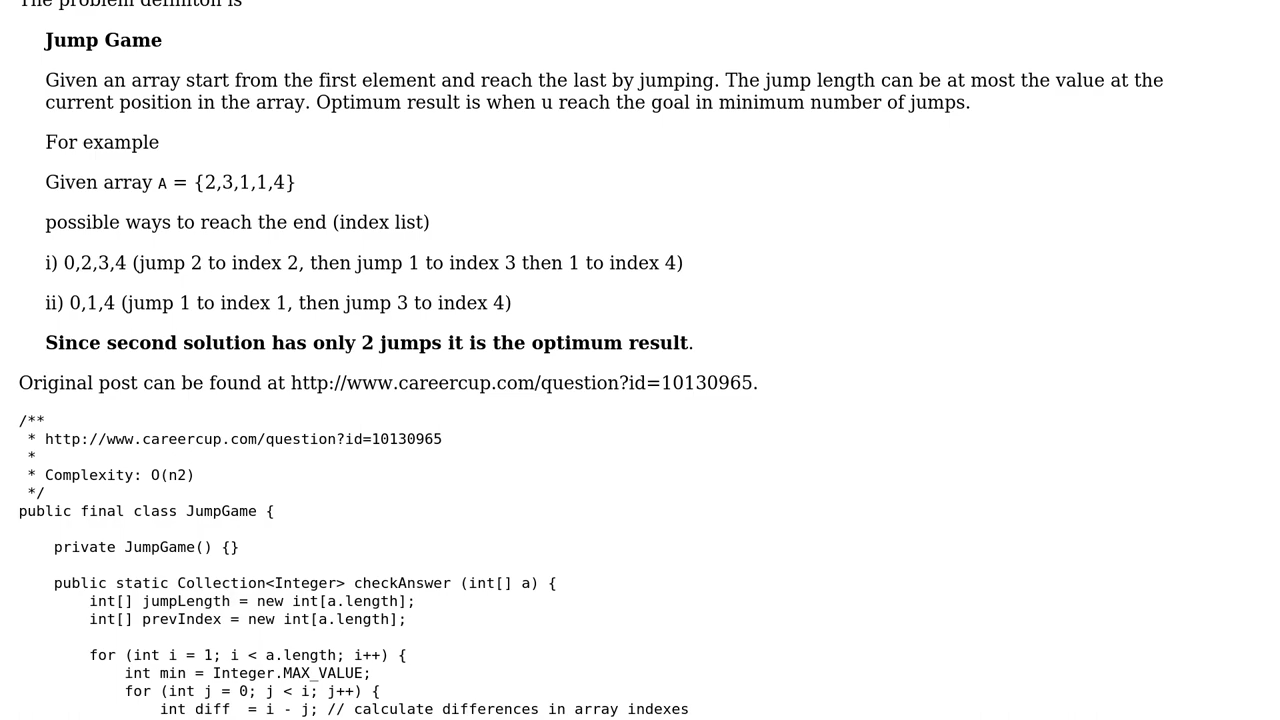 The problem definiton is
Jump Game
Given an array start from the first element and reach the last by jumping. The jump length can be at most the value at the
current position in the array. Optimum result is when u reach the goal in minimum number of jumps.
For example
Given array A = {2,3,1,1,4}
possible ways to reach the end (index list)
i) 0,2,3,4 (jump 2 to index 2, then jump 1 to index 3 then 1 to index 4)
ii) 0,1,4 (jump 1 to index 1, then jump 3 to index 4)
Since second solution has only 2 jumps it is the optimum result.
Original post can be found at http://www.careercup.com/question?id=10130965.
/**
 * http://www.careercup.com/question?id=10130965
 *
 * Complexity: O(n2)
 */
public final class JumpGame {
    private JumpGame() {}
    public static Collection<Integer> checkAnswer (int[] a) {
        int[] jumpLength = new int[a.length];
        int[] prevIndex = new int[a.length];
        for (int i = 1; i < a.length; i++) {
            int min = Integer.MAX_VALUE;
            for (int j = 0; j < i; j++) {
                int diff  = i - j; // calculate differences in array indexes